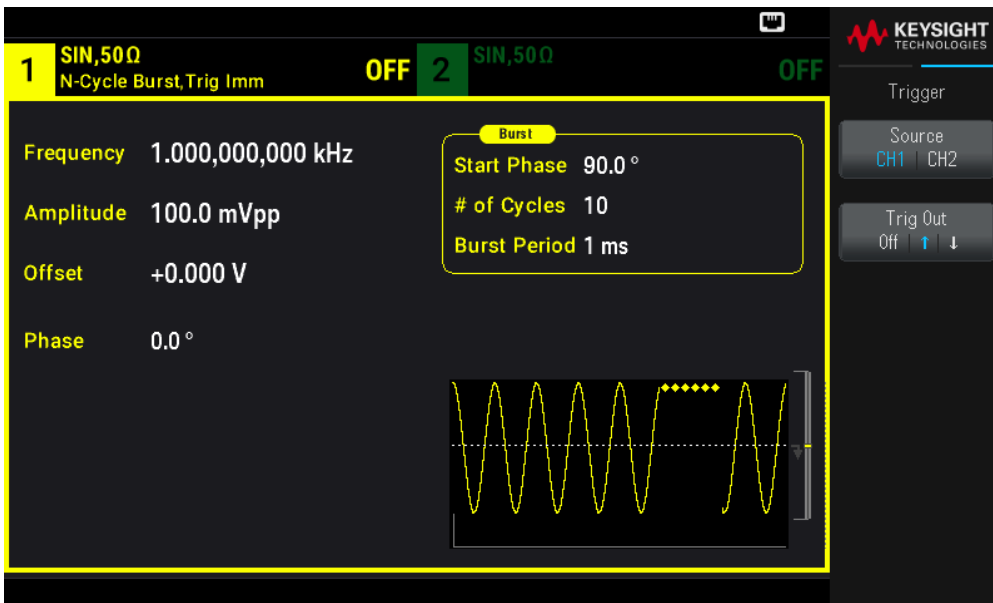 KEYSIGHT
TECHNOLOGIES
1
SIN,50Ω
N-Cycle Burst,Trig Imm
OFF
2
SIN,50Ω
OFF
Trigger
Frequency 1.000,000,000 kHz
Amplitude 100.0 mVpp
Offset +0.000 V
Phase 0.0 °
Burst
Start Phase 90.0 °
# of Cycles 10
Burst Period 1 ms
Source
CH1 | CH2
Trig Out
Off | ↑ | ↓